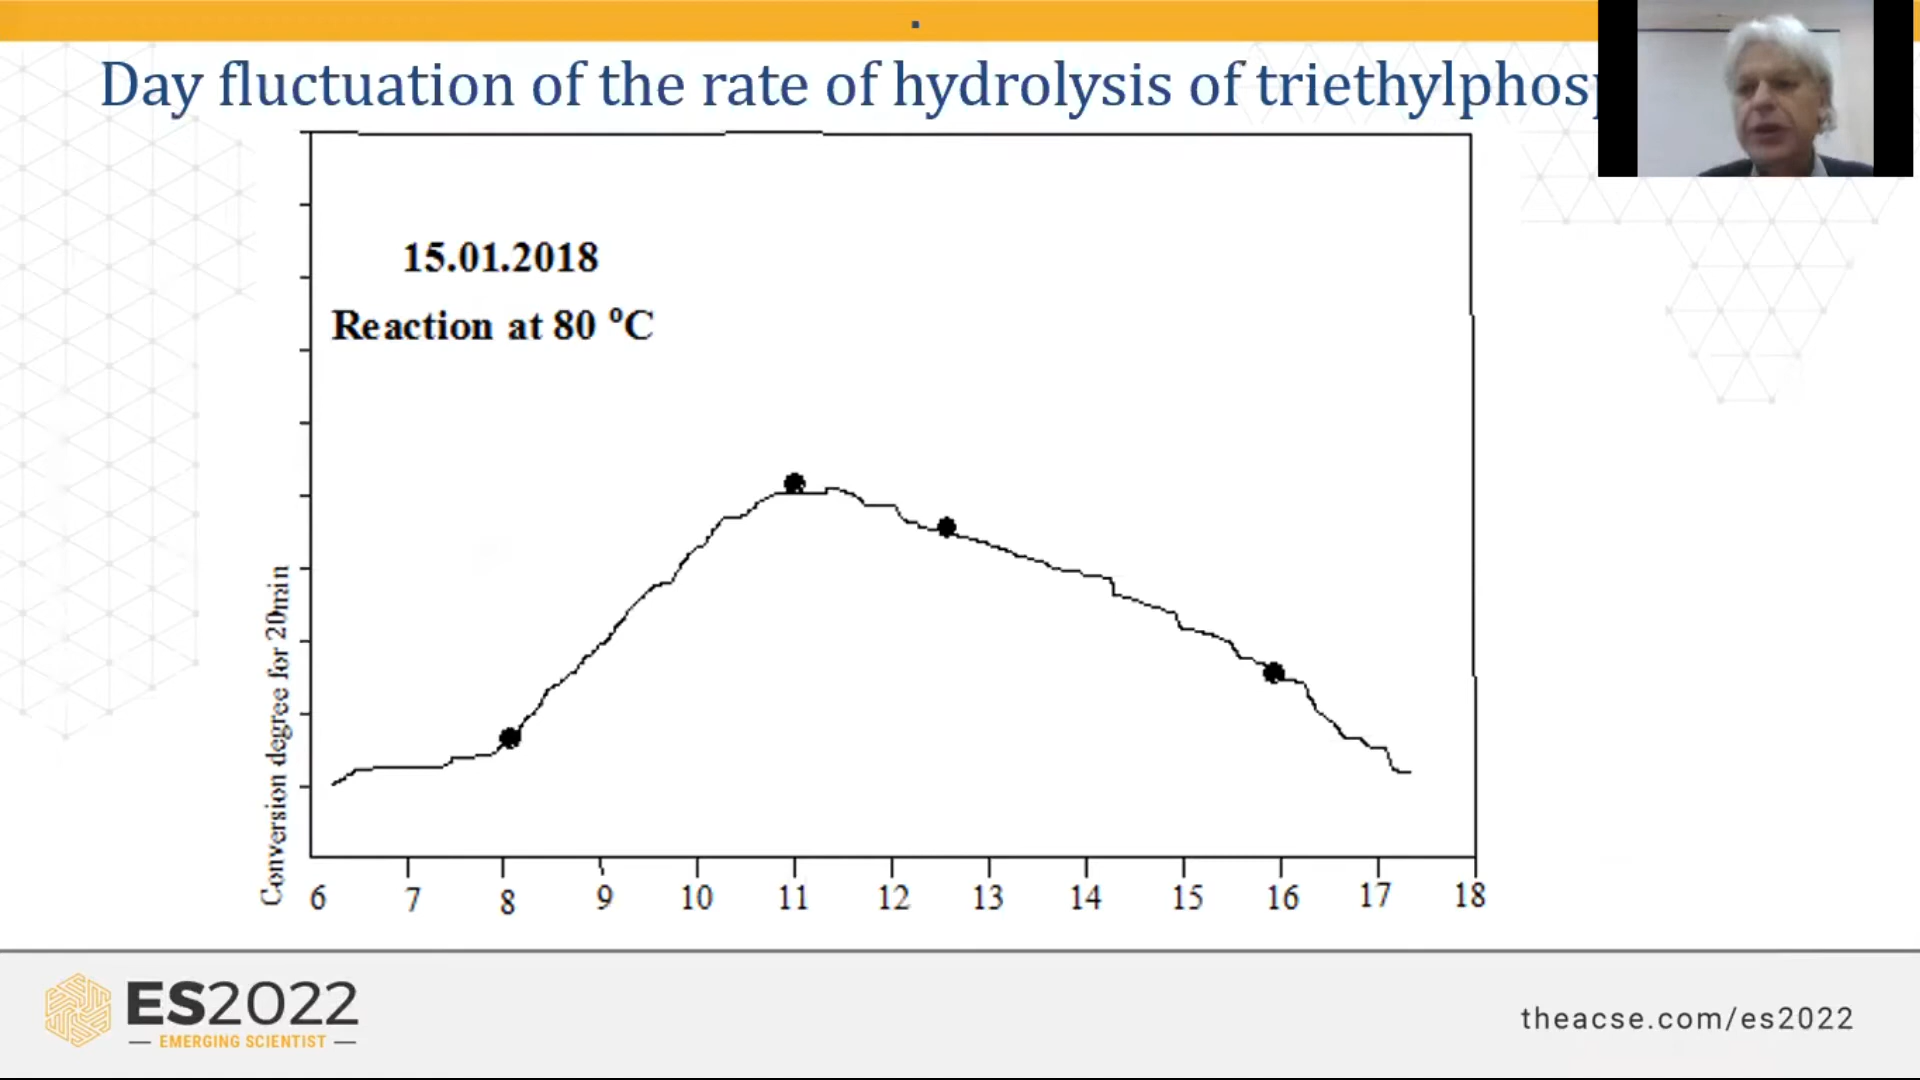 Day fluctuation of the rate of hydrolysis of triethylphos
15.01.2018
Reaction at 80 °C
Conversion degree for 20min
6 7 8 9 10 11 12 13 14 15 16 17 18
ES2022
EMERGING SCIENTIST
theacse.com/es2022